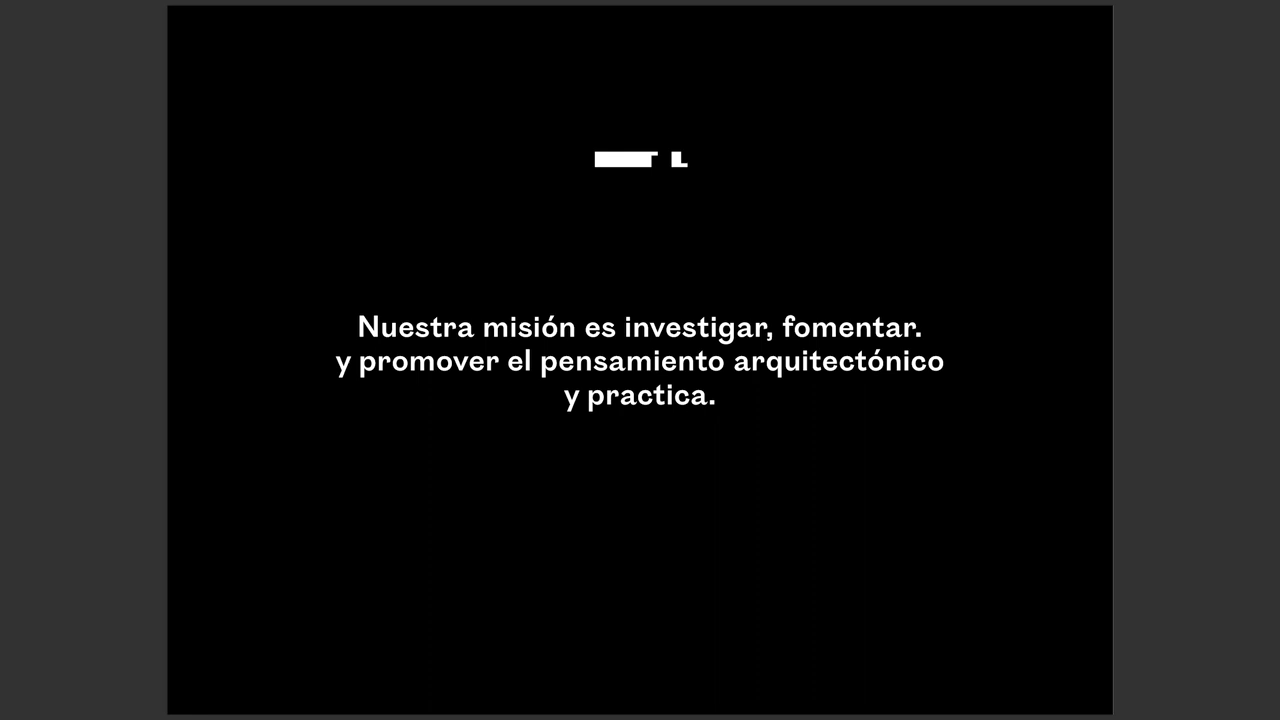 Nuestra misión es investigar, fomentar.
y promover el pensamiento arquitectónico
y practica.